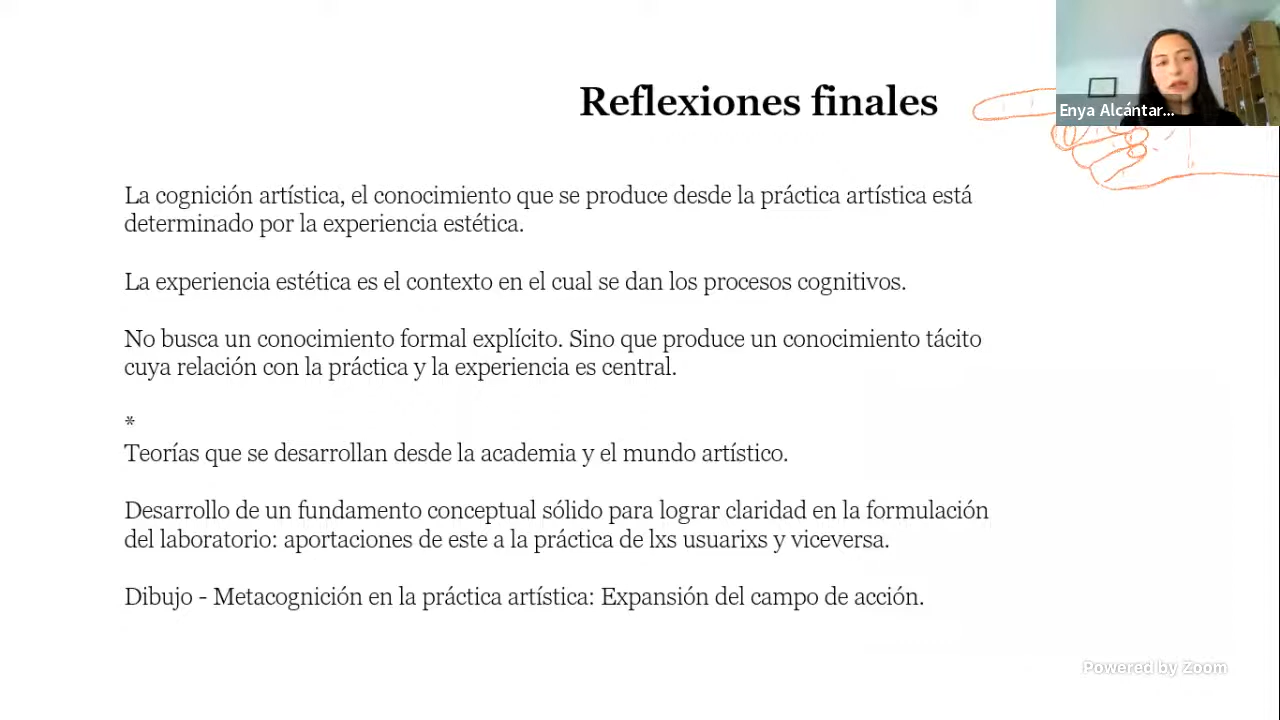 Reflexiones finales
Enya Alcántar...
La cognición artística, el conocimiento que se produce desde la práctica artística está
determinado por la experiencia estética.
La experiencia estética es el contexto en el cual se dan los procesos cognitivos.
No busca un conocimiento formal explícito. Sino que produce un conocimiento tácito
cuya relación con la práctica y la experiencia es central.
*
Teorías que se desarrollan desde la academia y el mundo artístico.
Desarrollo de un fundamento conceptual sólido para lograr claridad en la formulación
del laboratorio: aportaciones de este a la práctica de lxs usuarixs y viceversa.
Dibujo - Metacognición en la práctica artística: Expansión del campo de acción.
Powered by Zoom